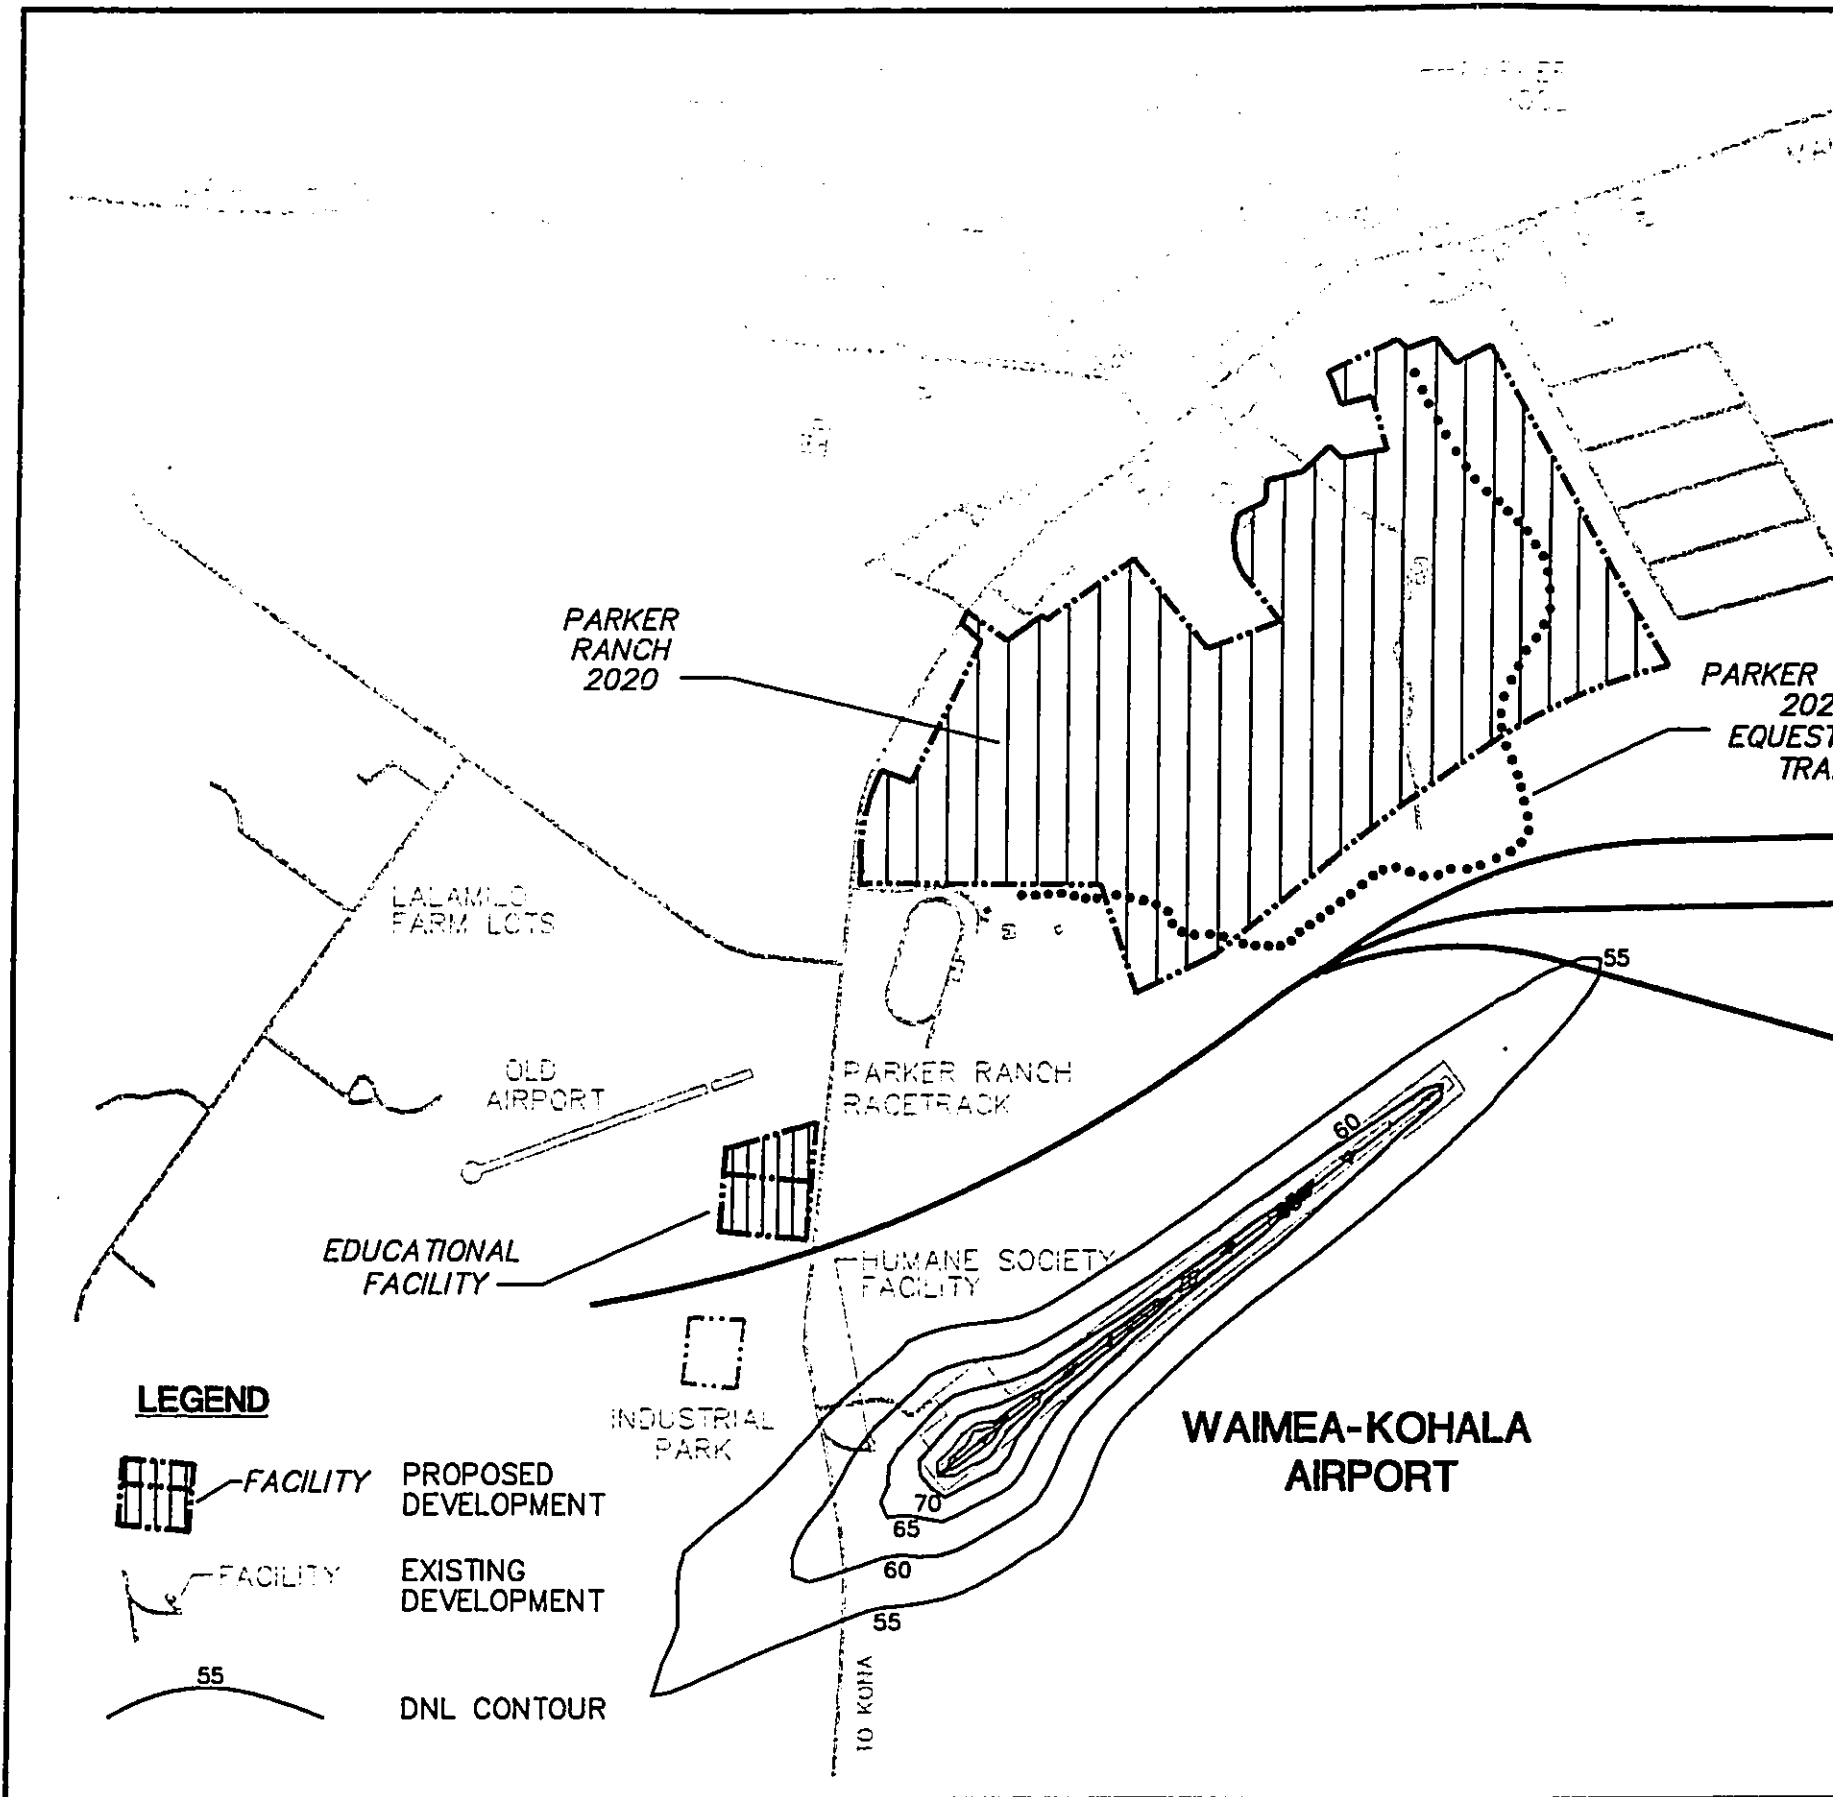 PARKER
RANCH
2020
PARKER
202
EQUEST
TRA
LALAMILO
FARM LOTS
55
OLD
AIRPORT
PARKER RANCH
RACETRACK
60
EDUCATIONAL
FACILITY
HUMANE SOCIETY
FACILITY
LEGEND
INDUSTRIAL
PARK
WAIMEA-KOHALA
AIRPORT
FACILITY
PROPOSED
DEVELOPMENT
70
65
60
55
FACILITY
EXISTING
DEVELOPMENT
55
DNL CONTOUR
TO KONA